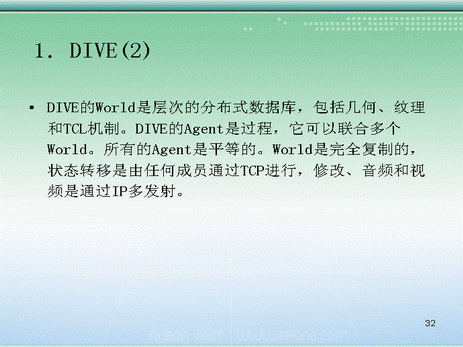 1. DIVE(2)
• DIVE的World是层次的分布式数据库，包括几何、纹理
和TCL机制。DIVE的Agent是过程，它可以联合多个
World。所有的Agent是平等的。World是完全复制的，
状态转移是由任何成员通过TCP进行，修改、音频和视
频是通过IP多发射。
32